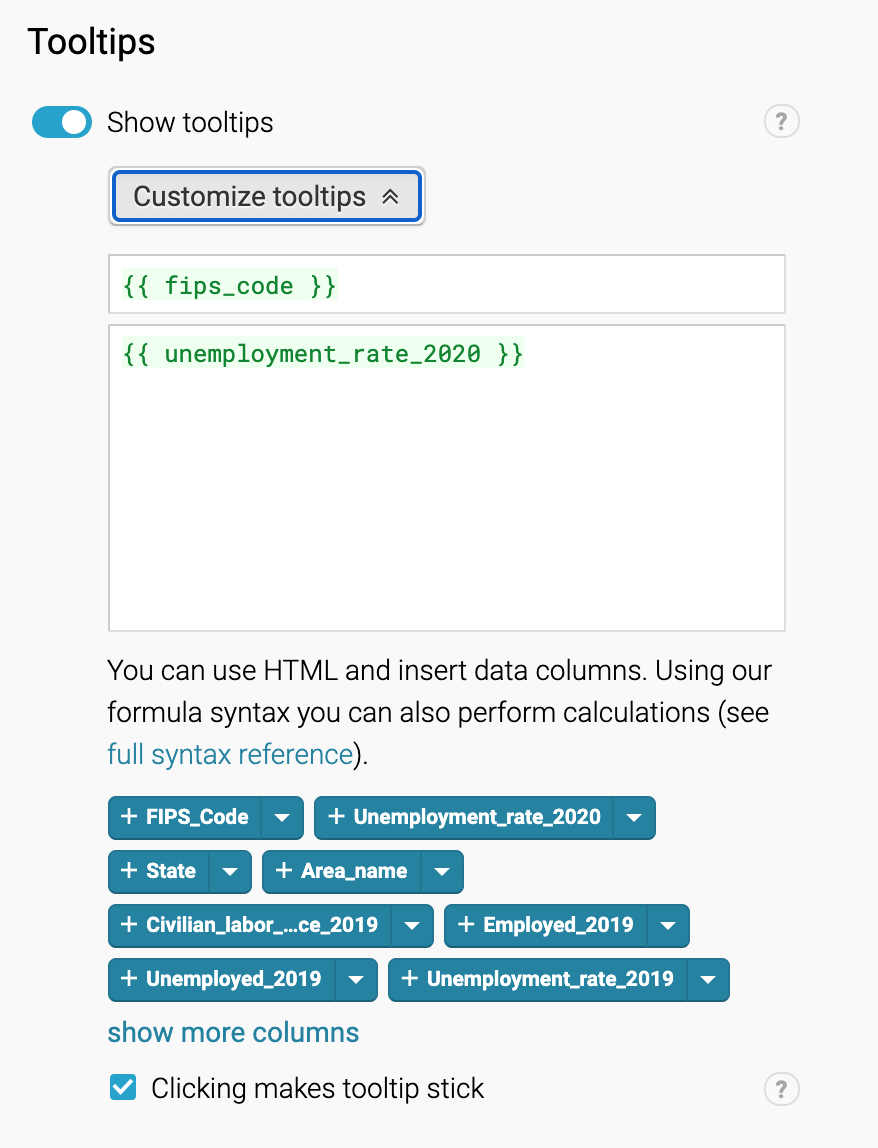 Tooltips
Show tooltips
?
Customize tooltips
{{ fips_code }}
{{ unemployment_rate_2020 }}
You can use HTML and insert data columns. Using our
formula syntax you can also perform calculations (see
full syntax reference).
+ FIPS_Code
+ Unemployment_rate_2020
+ State
+ Area_name
+ Civilian_labor_...ce_2019
+ Employed_2019
+ Unemployed_2019
+ Unemployment_rate_2019
show more columns
Clicking makes tooltip stick
?